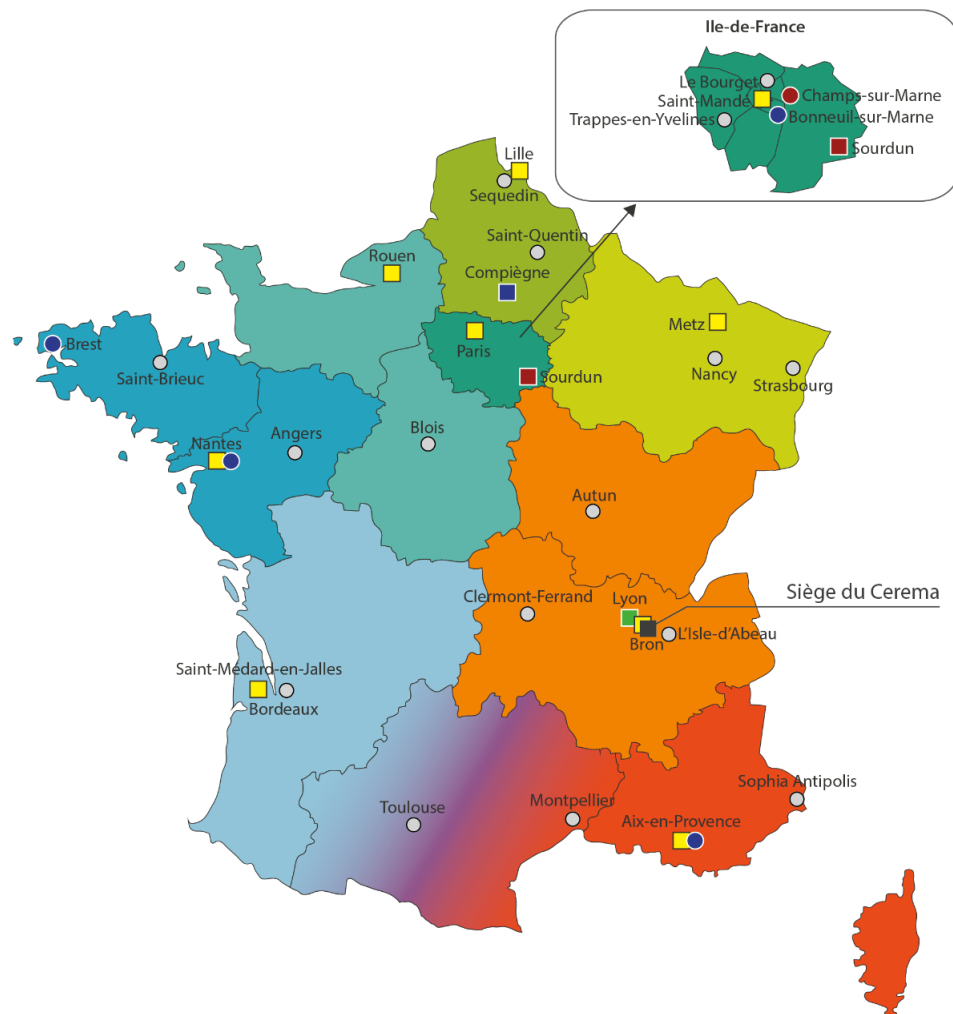 Ile-de-France
Le Bourget
Saint-Mandé
Champs-sur-Marne
Trappes-en-Yvelines
Bonneuil-sur-Marne
Sourdun
Lille
Sequedin
Saint-Quentin
Rouen
Compiègne
Metz
Brest
Paris
Saint-Brieuc
Sourdun
Nancy
Strasbourg
Nantes
Angers
Blois
Autun
Siège du Cerema
Clermont-Ferrand
Lyon
Bron
L'Isle-d'Abeau
Saint-Médard-en-Jalles
Bordeaux
Sophia Antipolis
Toulouse
Montpellier
Aix-en-Provence